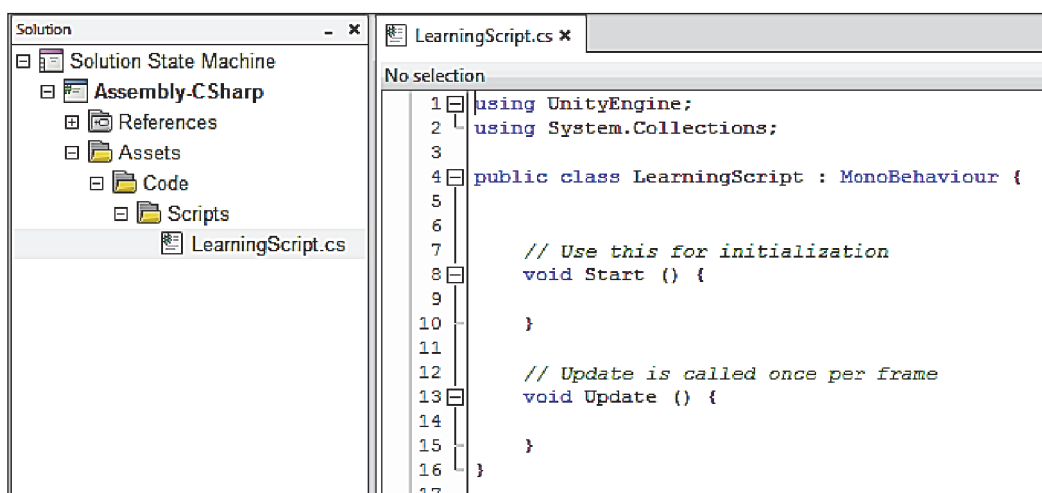 Solution
Solution State Machine
Assembly-CSharp
References
Assets
Code
Scripts
LearningScript.cs
LearningScript.cs
No selection
1 using UnityEngine;
2 using System.Collections;
3
4 public class LearningScript : MonoBehaviour {
5
6
7 // Use this for initialization
8 void Start () {
9
10 }
11
12 // Update is called once per frame
13 void Update () {
14
15 }
16 }
17